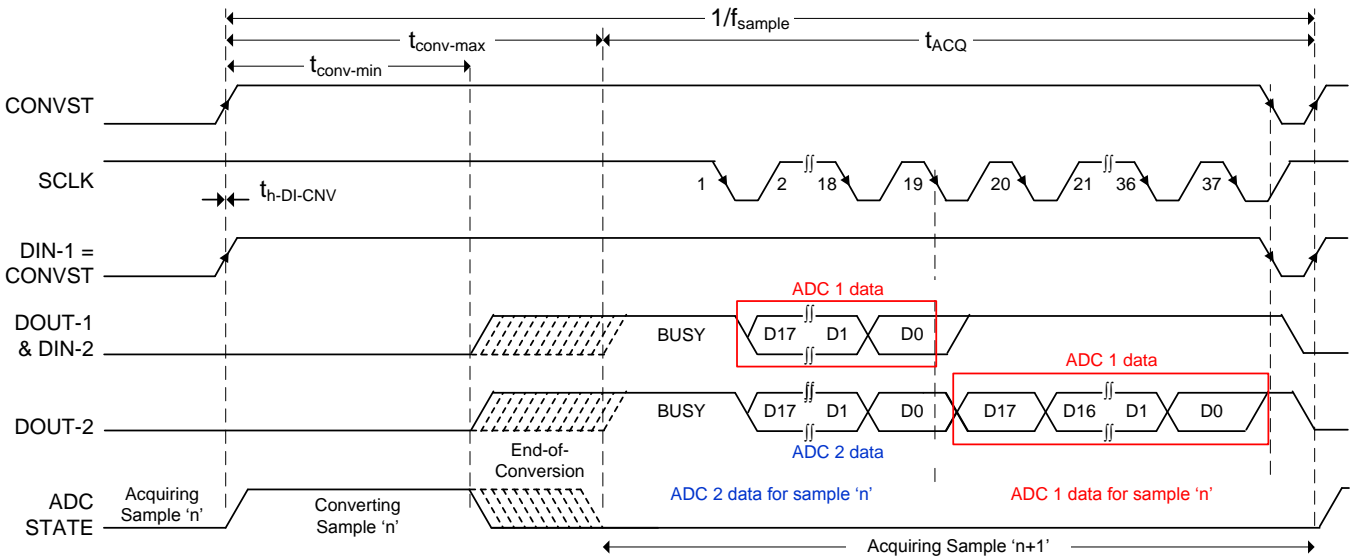 1/fsample
tconv-max
tACQ
tconv-min
CONVST
SCLK
1 2 18 19 20 21 36 37
th-DI-CNV
DIN-1 =
CONVST
ADC 1 data
DOUT-1
& DIN-2
BUSY D17 D1 D0
ADC 1 data
DOUT-2
BUSY D17 D1 D0 D17 D16 D1 D0
ADC 2 data
End-of-
Conversion
ADC
STATE
Acquiring
Sample ‘n’
Converting
Sample ‘n’
ADC 2 data for sample ‘n’
ADC 1 data for sample ‘n’
Acquiring Sample ‘n+1’